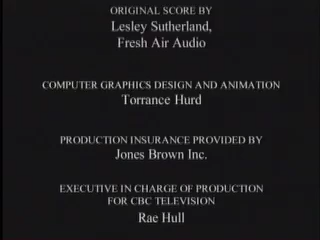 ORIGINAL SCORE BY
Lesley Sutherland,
Fresh Air Audio
COMPUTER GRAPHICS DESIGN AND ANIMATION
Torrance Hurd
PRODUCTION INSURANCE PROVIDED BY
Jones Brown Inc.
EXECUTIVE IN CHARGE OF PRODUCTION
FOR CBC TELEVISION
Rae Hull